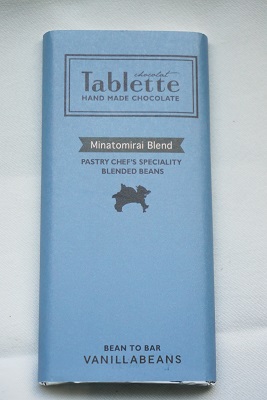 chocolat
Tablette
HAND MADE CHOCOLATE
Minatomirai Blend
PASTRY CHEF'S SPECIALITY
BLENDED BEANS
BEAN TO BAR
VANILLABEANS